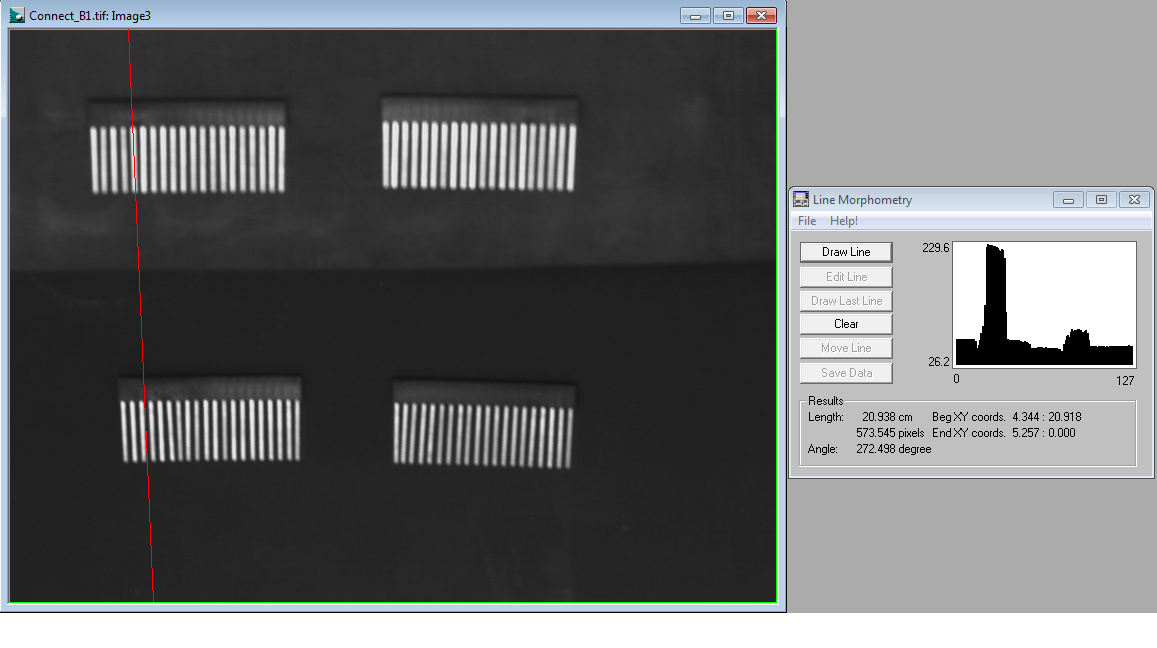 Connect_B1.tif: Image3
Line Morphometry
File Help!
Draw Line
Edit Line
Draw Last Line
Clear
Move Line
Save Data
229.6
26.2
0 127
Results
Length: 20.938 cm Beg XY coords. 4.344 : 20.918
573.545 pixels End XY coords. 5.257 : 0.000
Angle: 272.498 degree